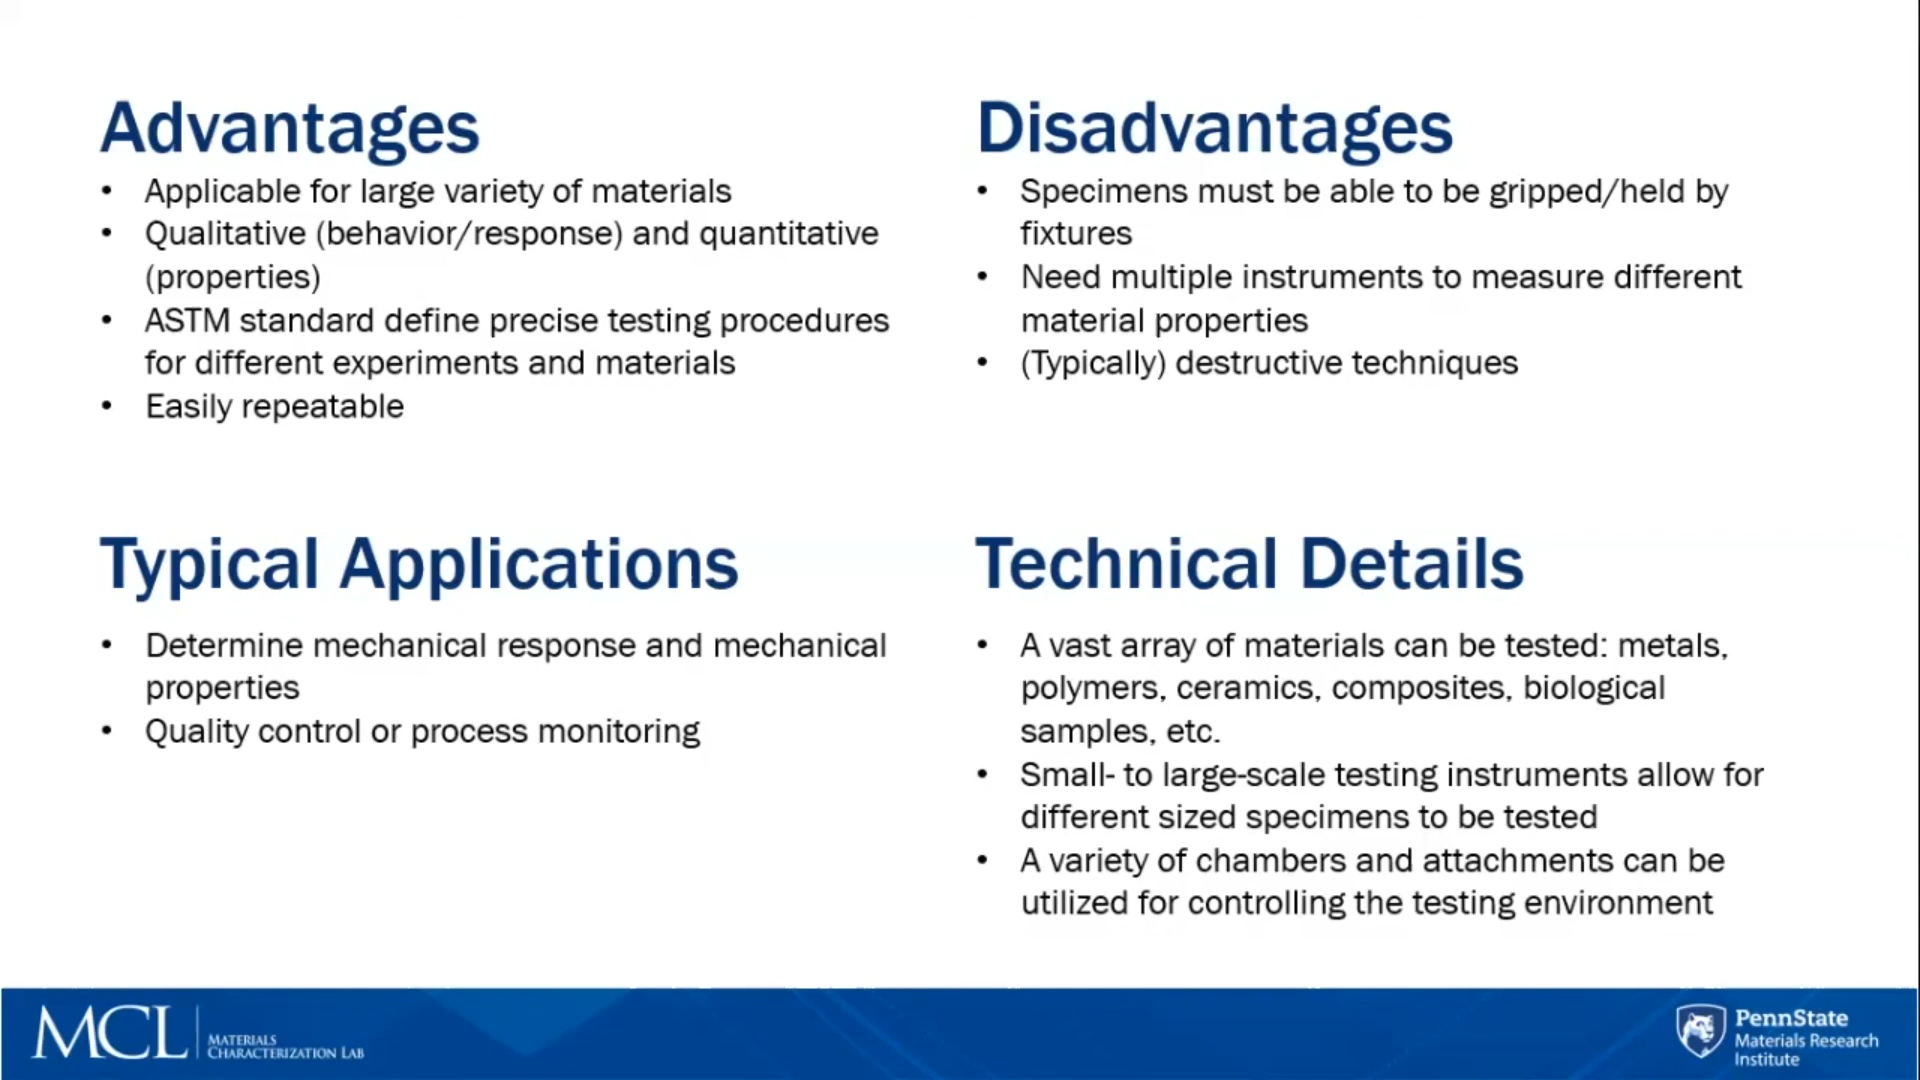 Advantages
• Applicable for large variety of materials
• Qualitative (behavior/response) and quantitative
(properties)
• ASTM standard define precise testing procedures
for different experiments and materials
• Easily repeatable
Disadvantages
• Specimens must be able to be gripped/held by
fixtures
• Need multiple instruments to measure different
material properties
• (Typically) destructive techniques
Typical Applications
• Determine mechanical response and mechanical
properties
• Quality control or process monitoring
Technical Details
• A vast array of materials can be tested: metals,
polymers, ceramics, composites, biological
samples, etc.
• Small- to large-scale testing instruments allow for
different sized specimens to be tested
• A variety of chambers and attachments can be
utilized for controlling the testing environment
MCL
MATERIALS
CHARACTERIZATION LAB
PennState
Materials Research
Institute